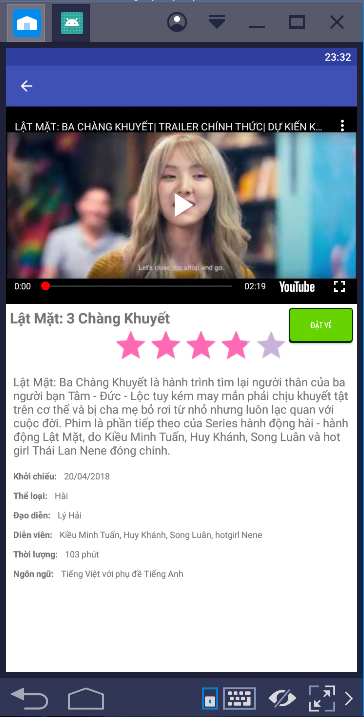 23:32
LẬT MẶT: BA CHÀNG KHUYẾT| TRAILER CHÍNH THỨC| DỰ KIẾN K...
Let's close top shop and go.
0:00
02:19
YouTube
Lật Mặt: 3 Chàng Khuyết
ĐẶT VÉ
Lật Mặt: Ba Chàng Khuyết là hành trình tìm lại người thân của ba
người bạn Tâm - Đức - Lộc tuy kém may mắn phải chịu khuyết tật
trên cơ thể và bị cha mẹ bỏ rơi từ nhỏ nhưng luôn lạc quan với
cuộc đời. Phim là phần tiếp theo của Series hành động hài - hành
động Lật Mặt, do Kiều Minh Tuấn, Huy Khánh, Song Luân và hot
girl Thái Lan Nene đóng chính.
Khởi chiếu: 20/04/2018
Thể loại: Hài
Đạo diễn: Lý Hải
Diễn viên: Kiều Minh Tuấn, Huy Khánh, Song Luân, hotgirl Nene
Thời lượng: 103 phút
Ngôn ngữ: Tiếng Việt với phụ đề Tiếng Anh